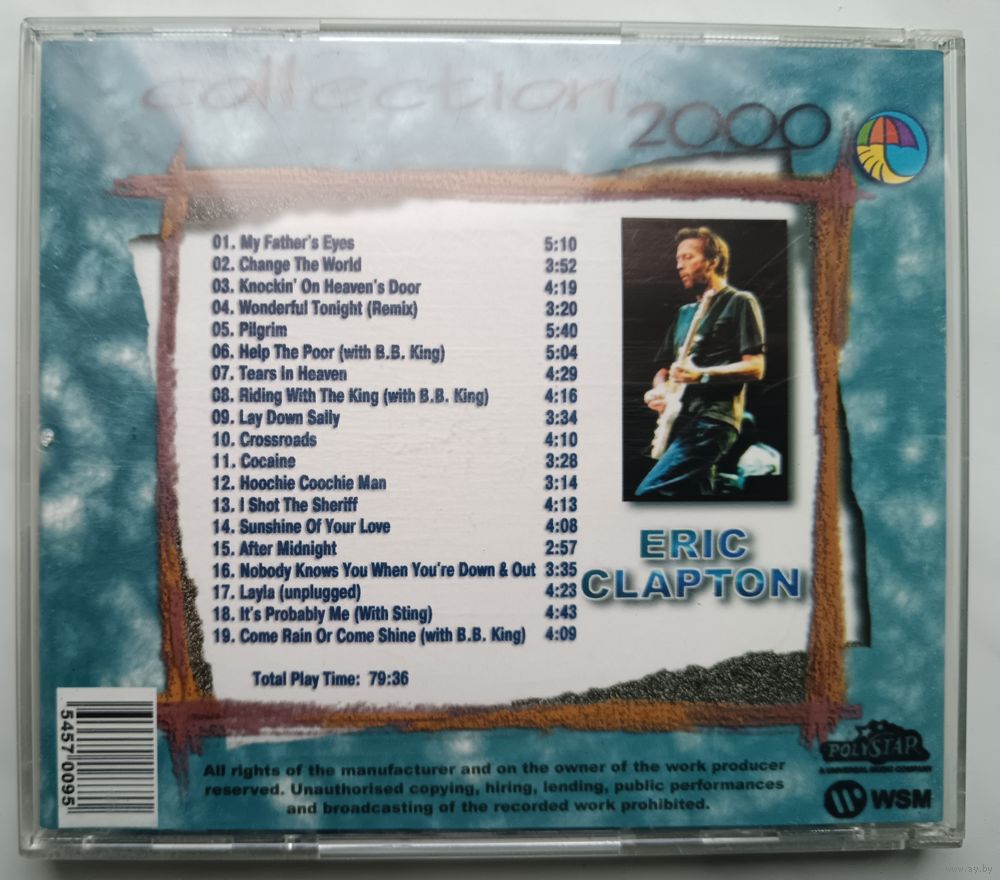 collection
2000
01. My Father's Eyes 5:10
02. Change The World 3:52
03. Knockin' On Heaven's Door 4:19
04. Wonderful Tonight (Remix) 3:20
05. Pilgrim 5:40
06. Help The Poor (with B.B. King) 5:04
07. Tears In Heaven 4:29
08. Riding With The King (with B.B. King) 4:16
09. Lay Down Sally 3:34
10. Crossroads 4:10
11. Cocaine 3:28
12. Hoochie Coochie Man 3:14
13. I Shot The Sheriff 4:13
14. Sunshine Of Your Love 4:08
15. After Midnight 2:57
16. Nobody Knows You When You're Down & Out 3:35
17. Layla (unplugged) 4:23
18. It's Probably Me (With Sting) 4:43
19. Come Rain Or Come Shine (with B.B. King) 4:09
Total Play Time: 79:36
ERIC
CLAPTON
5457 0095
All rights of the manufacturer and on the owner of the work producer
reserved. Unauthorised copying, hiring, lending, public performances
and broadcasting of the recorded work prohibited.
POLYSTAR
A UNIVERSAL MUSIC COMPANY
WSM
www.ay.by